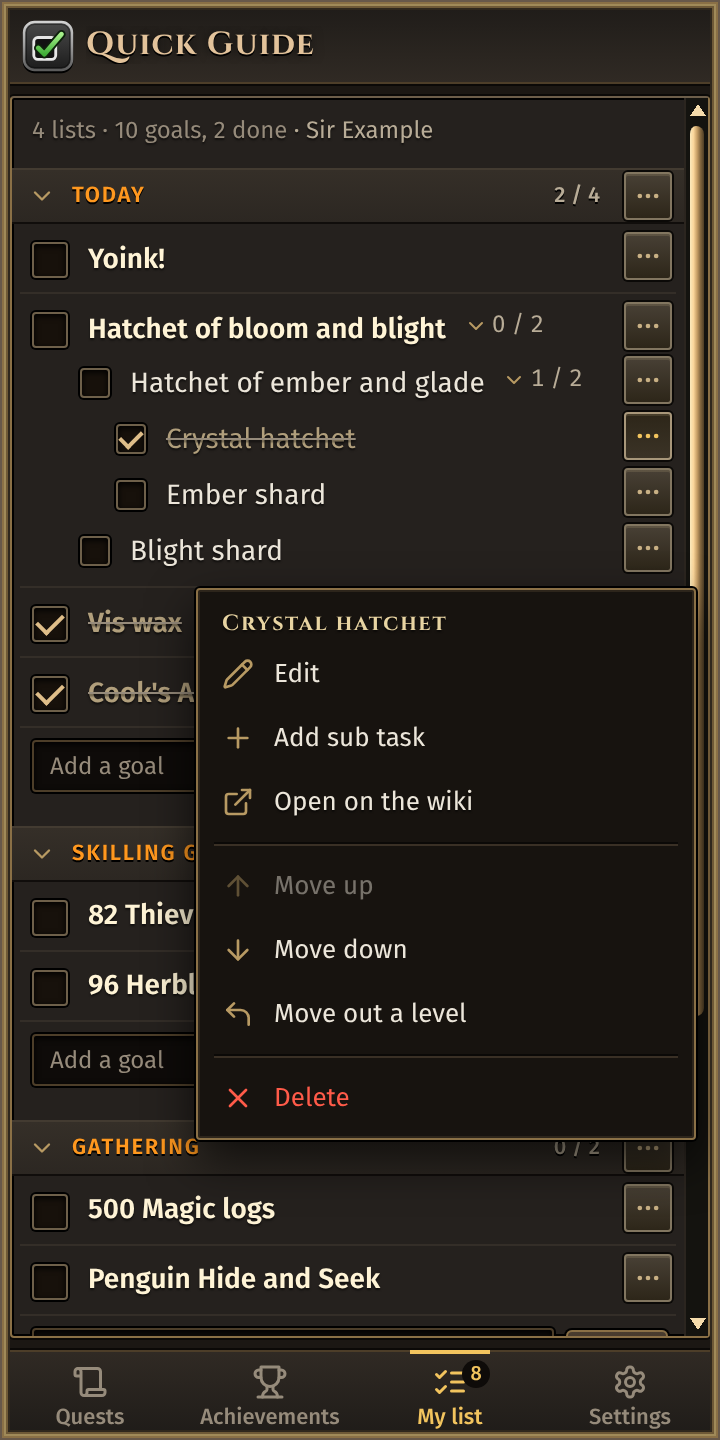 Quick Guide
4 lists · 10 goals, 2 done · Sir Example
TODAY 2 / 4
Yoink!
Hatchet of bloom and blight 0 / 2
Hatchet of ember and glade 1 / 2
Crystal hatchet
Ember shard
Blight shard
Vis wax
Cook's A
Add a goal
Crystal hatchet
Edit
Add sub task
Open on the wiki
Move up
Move down
Move out a level
Delete
SKILLING
82 Thiev
96 Herbl
Add a goal
GATHERING 0 / 2
500 Magic logs
Penguin Hide and Seek
8
Quests
Achievements
My list
Settings